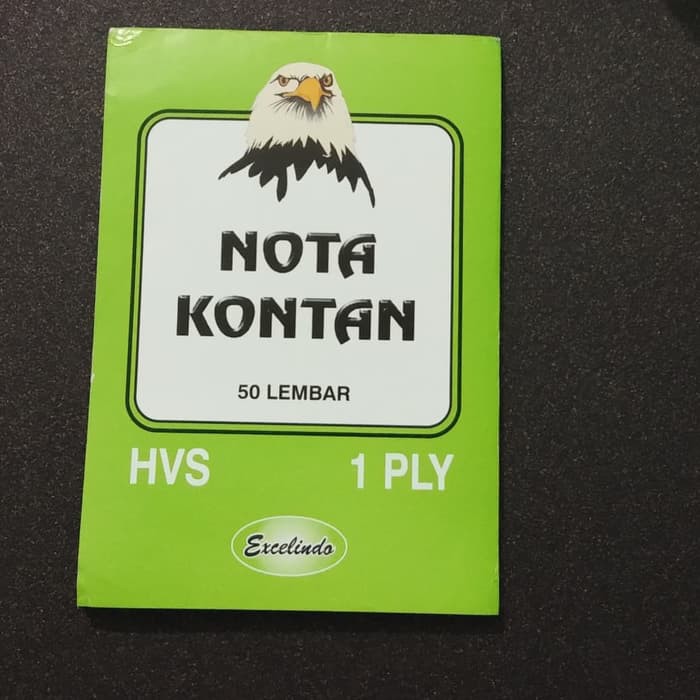 NOTA
KONTAN
50 LEMBAR
HVS 1 PLY
Excelindo